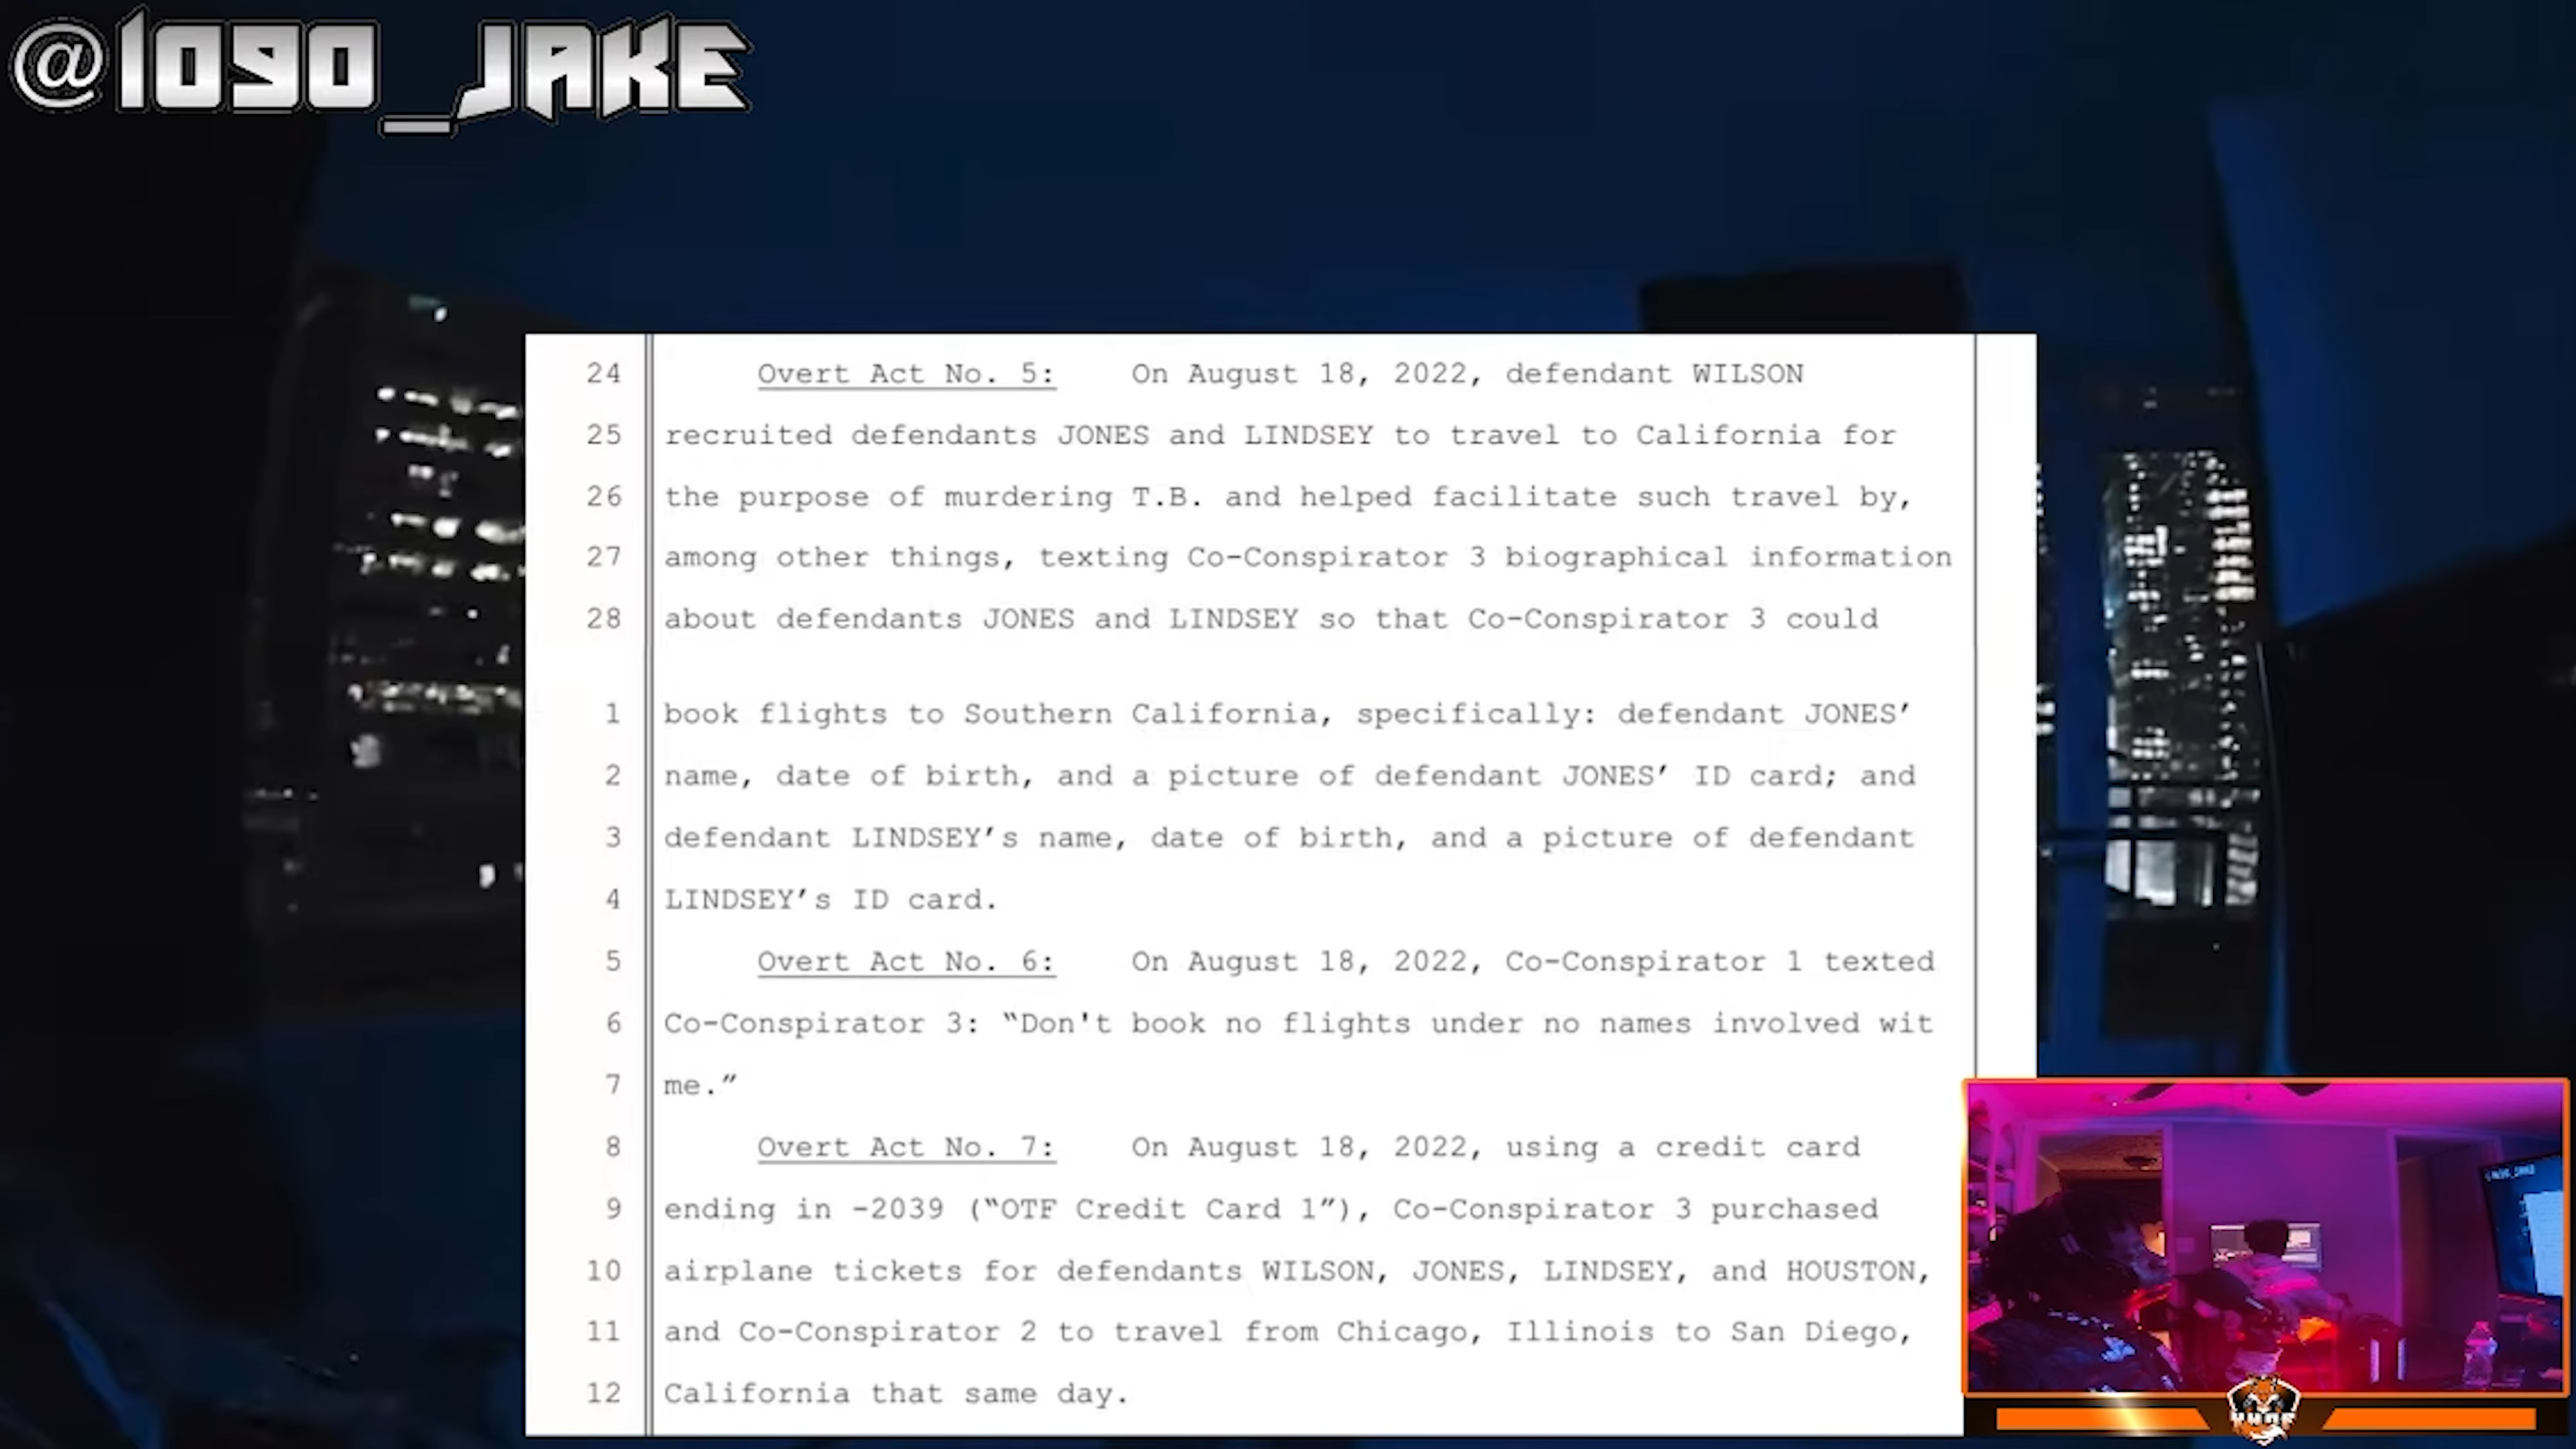 @1090_JAKE
24 Overt Act No. 5: On August 18, 2022, defendant WILSON
25 recruited defendants JONES and LINDSEY to travel to California for
26 the purpose of murdering T.B. and helped facilitate such travel by,
27 among other things, texting Co-Conspirator 3 biographical information
28 about defendants JONES and LINDSEY so that Co-Conspirator 3 could
1 book flights to Southern California, specifically: defendant JONES’
2 name, date of birth, and a picture of defendant JONES’ ID card; and
3 defendant LINDSEY’s name, date of birth, and a picture of defendant
4 LINDSEY’s ID card.
5 Overt Act No. 6: On August 18, 2022, Co-Conspirator 1 texted
6 Co-Conspirator 3: “Don't book no flights under no names involved wit
7 me.”
8 Overt Act No. 7: On August 18, 2022, using a credit card
9 ending in -2039 (“OTF Credit Card 1”), Co-Conspirator 3 purchased
10 airplane tickets for defendants WILSON, JONES, LINDSEY, and HOUSTON,
11 and Co-Conspirator 2 to travel from Chicago, Illinois to San Diego,
12 California that same day.